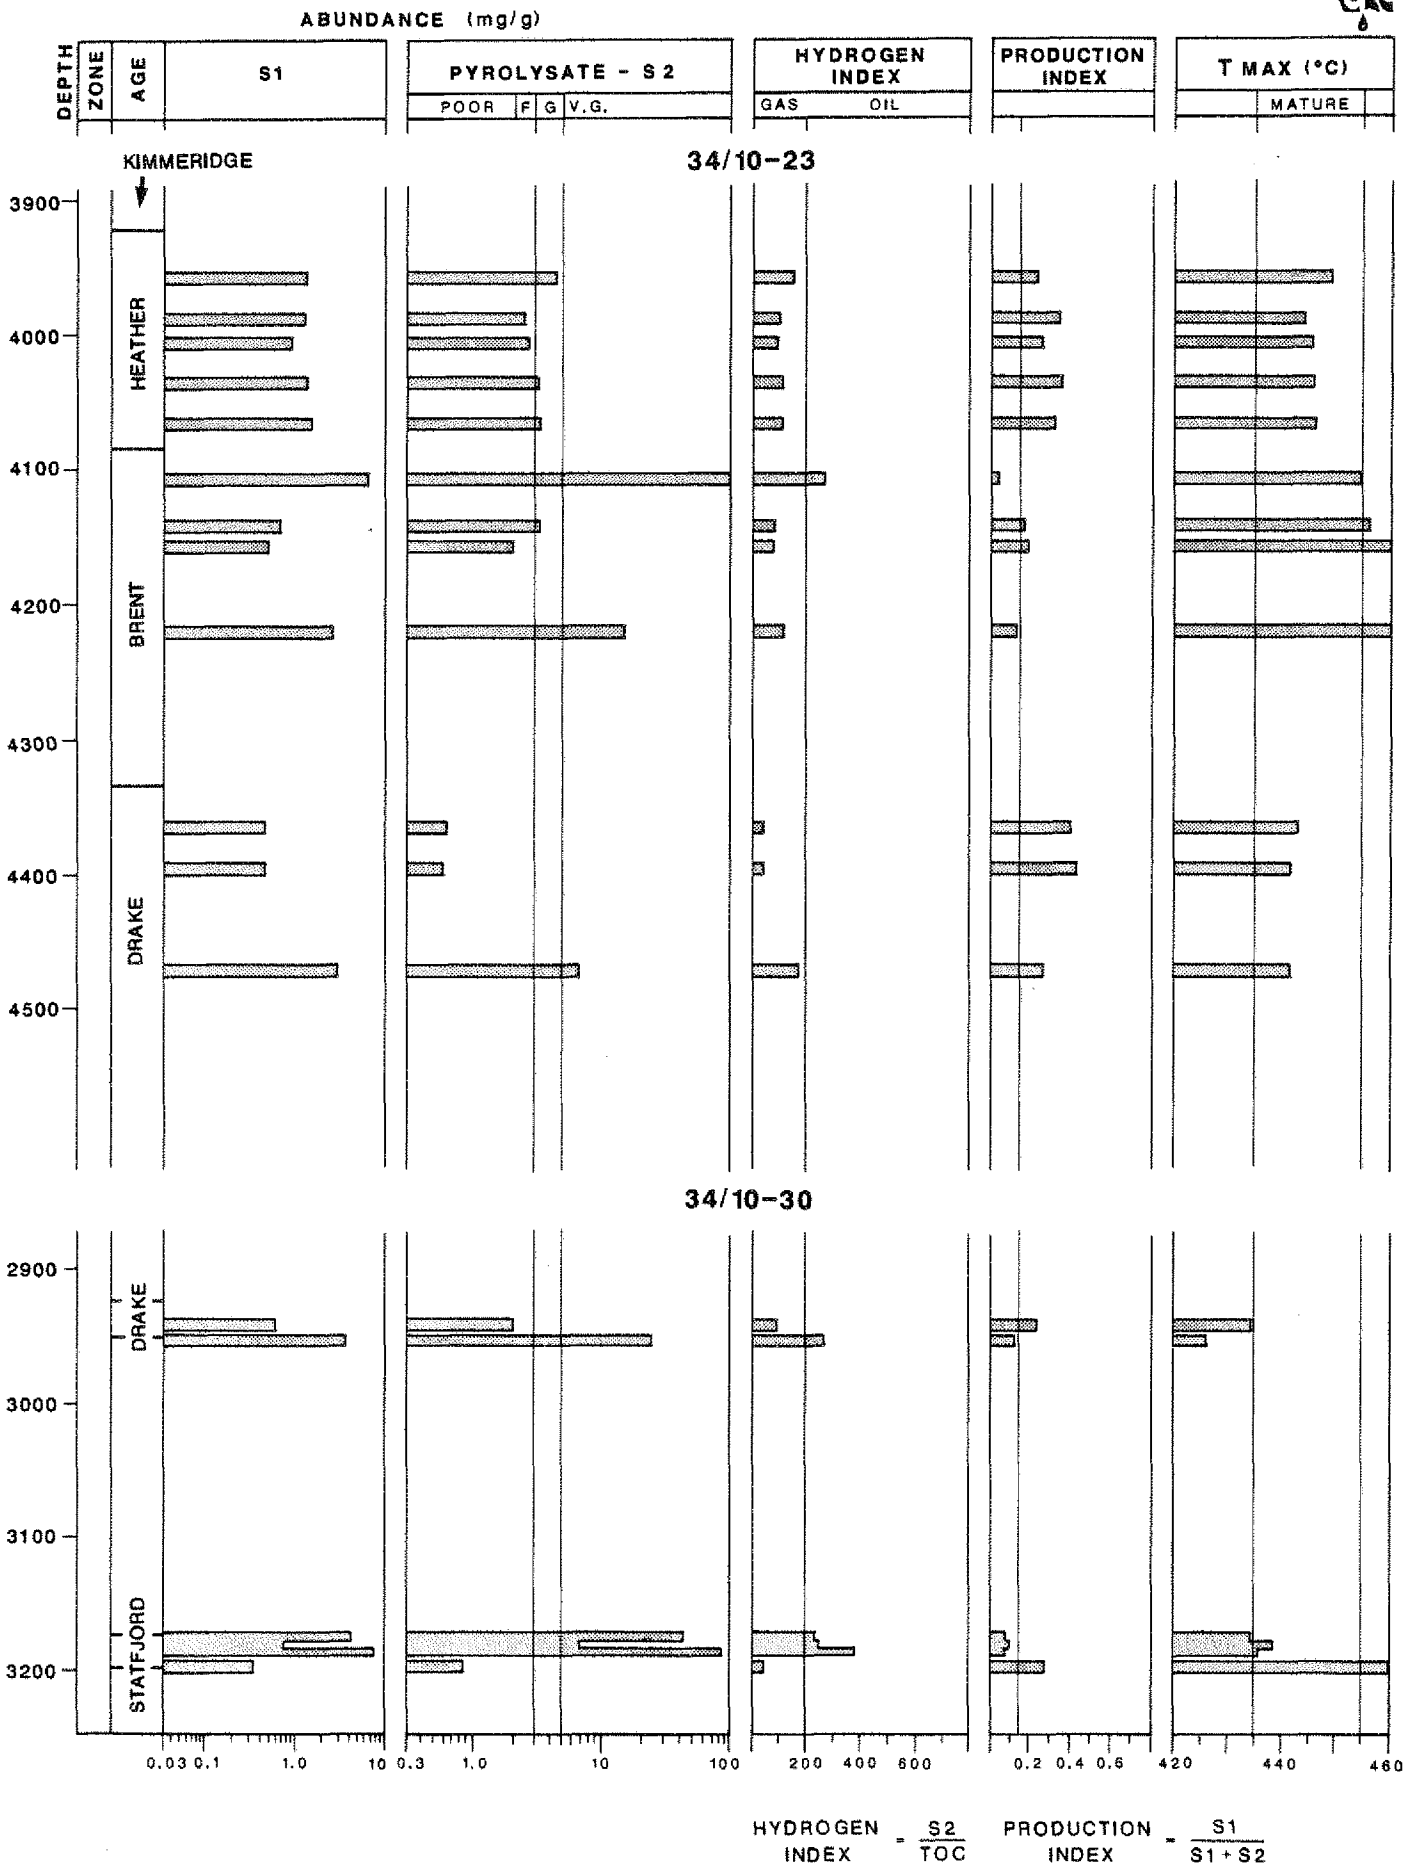 ABUNDANCE (mg/g)
DEPTH
ZONE
AGE
S1
PYROLYSATE - S2
HYDROGEN
INDEX
PRODUCTION
INDEX
T MAX (°C)
POOR F G V.G.
GAS OIL
MATURE
KIMMERIDGE
34/10-23
3900
HEATHER
4000
4100
BRENT
4200
4300
DRAKE
4400
4500
34/10-30
2900
DRAKE
3000
3100
STATFJORD
3200
0.03 0.1 1.0 10
0.3 1.0 10 100
200 400 600
0.2 0.4 0.6
420 440 460
HYDROGEN INDEX = S2 / TOC
PRODUCTION INDEX = S1 / S1 + S2